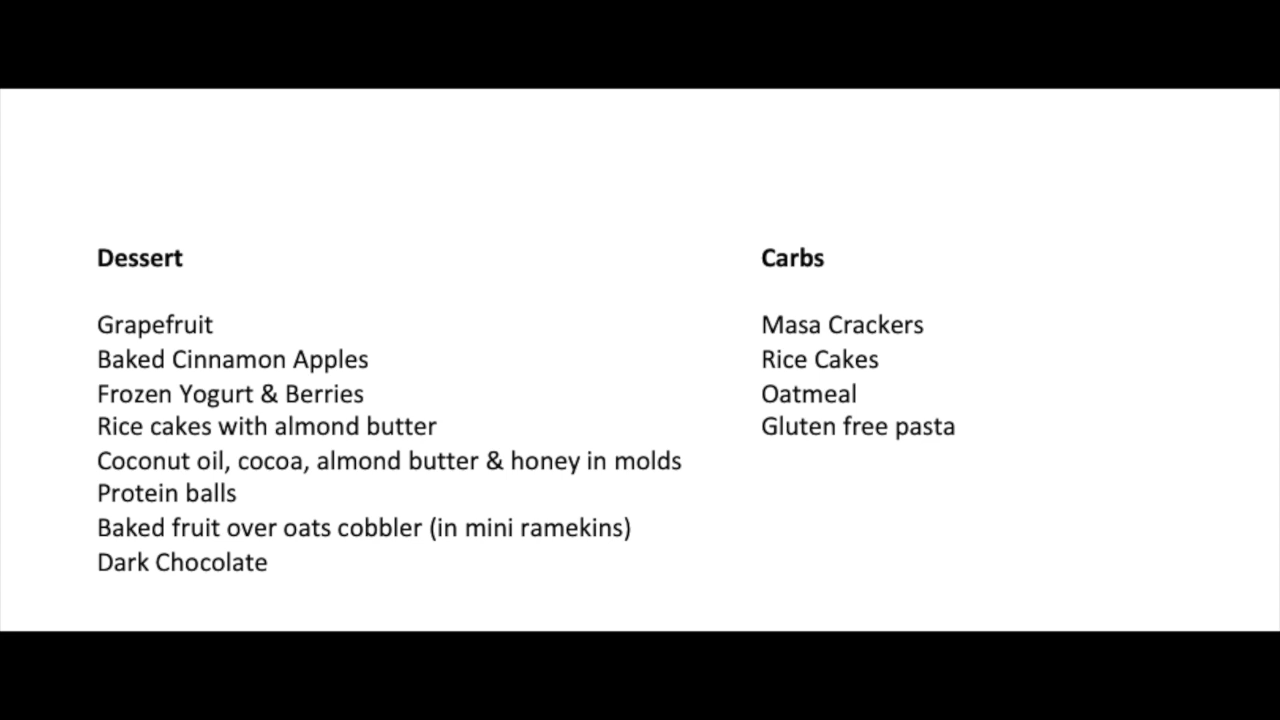 Dessert
Grapefruit
Baked Cinnamon Apples
Frozen Yogurt & Berries
Rice cakes with almond butter
Coconut oil, cocoa, almond butter & honey in molds
Protein balls
Baked fruit over oats cobbler (in mini ramekins)
Dark Chocolate
Carbs
Masa Crackers
Rice Cakes
Oatmeal
Gluten free pasta